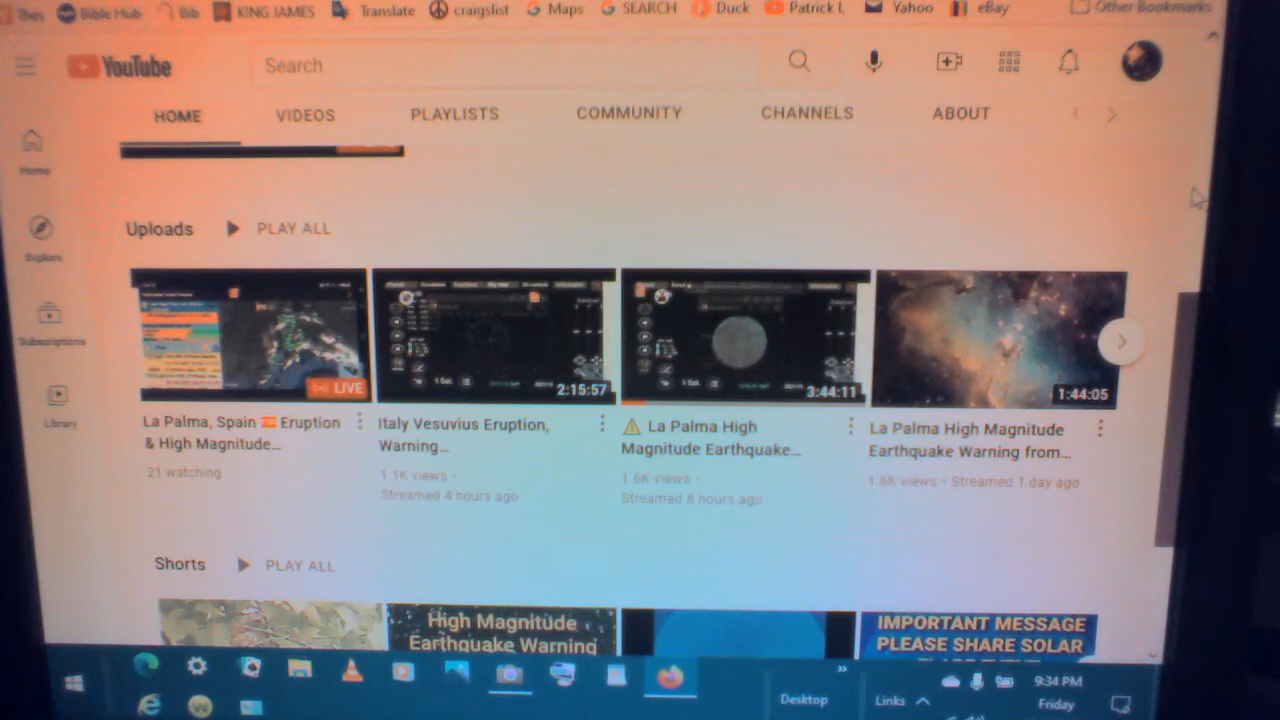 Bible Hub
Bib
KING JAMES
Translate
craigslist
Maps
SEARCH
Duck
Patrick L
Yahoo
eBay
Other Bookmarks
YouTube
Search
HOME
VIDEOS
PLAYLISTS
COMMUNITY
CHANNELS
ABOUT
Home
Explore
Subscriptions
Library
Uploads
PLAY ALL
LIVE
2:15:57
3:44:11
1:44:05
La Palma, Spain Eruption
& High Magnitude...
21 watching
Italy Vesuvius Eruption,
Warning...
1.1K views •
Streamed 4 hours ago
La Palma High
Magnitude Earthquake...
1.6K views •
Streamed 8 hours ago
La Palma High Magnitude
Earthquake Warning from...
1.6K views • Streamed 1 day ago
Shorts
PLAY ALL
High Magnitude
Earthquake Warning
IMPORTANT MESSAGE
PLEASE SHARE SOLAR
Desktop
Links
9:34 PM
Friday